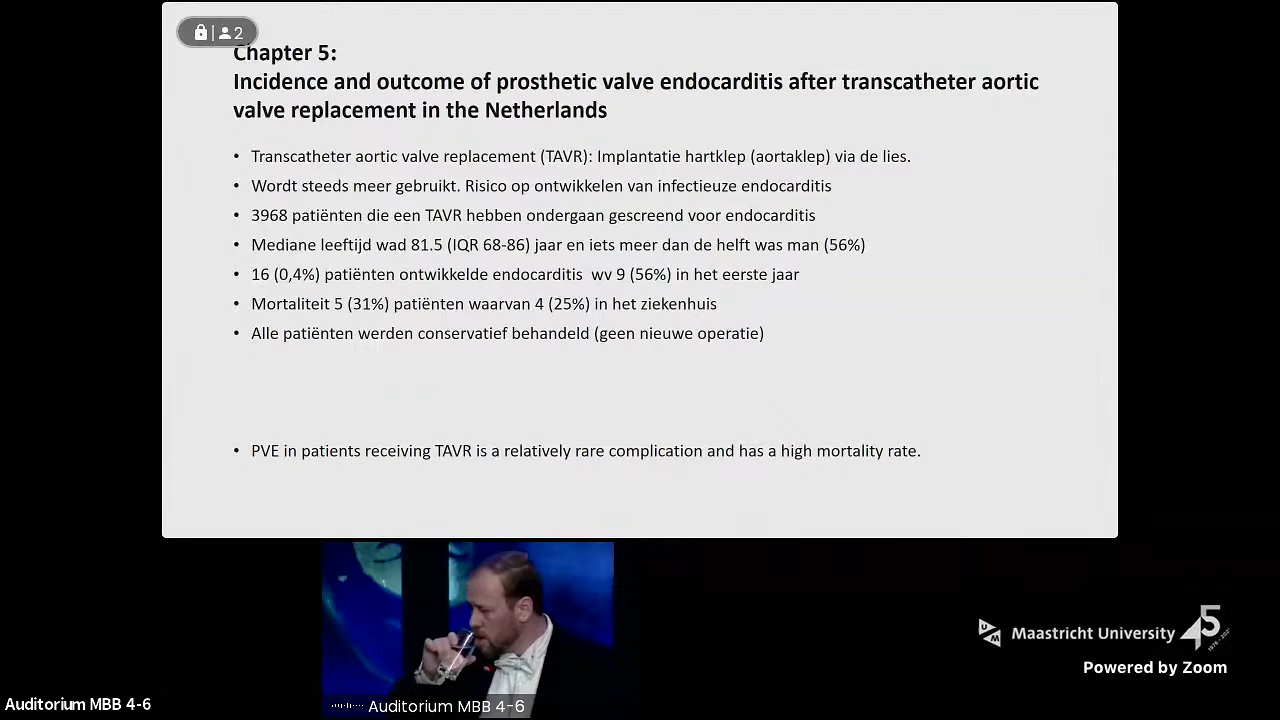 2
Chapter 5:
Incidence and outcome of prosthetic valve endocarditis after transcatheter aortic
valve replacement in the Netherlands
• Transcatheter aortic valve replacement (TAVR): Implantatie hartklep (aortaklep) via de lies.
• Wordt steeds meer gebruikt. Risico op ontwikkelen van infectieuze endocarditis
• 3968 patiënten die een TAVR hebben ondergaan gescreend voor endocarditis
• Mediane leeftijd wad 81.5 (IQR 68-86) jaar en iets meer dan de helft was man (56%)
• 16 (0,4%) patiënten ontwikkelde endocarditis  wv 9 (56%) in het eerste jaar
• Mortaliteit 5 (31%) patiënten waarvan 4 (25%) in het ziekenhuis
• Alle patiënten werden conservatief behandeld (geen nieuwe operatie)
• PVE in patients receiving TAVR is a relatively rare complication and has a high mortality rate.
Maastricht University 45
Powered by Zoom
Auditorium MBB 4-6
Auditorium MBB 4-6